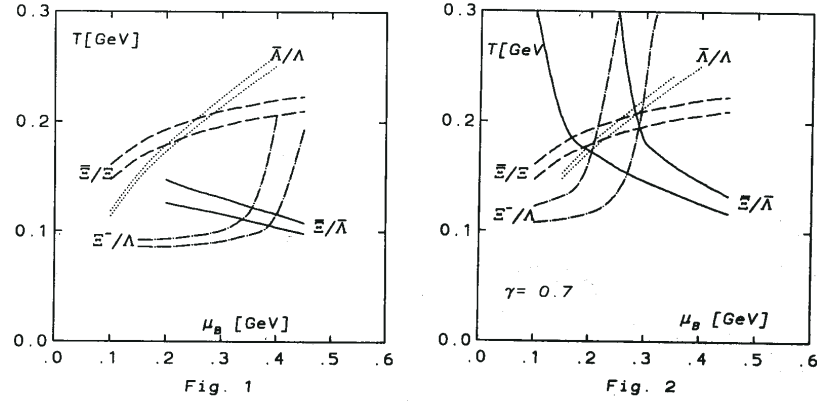 0.3
T[GeV]
Λ̄/Λ
0.2
Ξ̄/Ξ
0.1
Ξ⁻/Λ
Ξ̄/Λ̄
μ_B [GeV]
0.0
.0 .1 .2 .3 .4 .5 .6
Fig. 1
0.3
T[GeV
Λ̄/Λ
0.2
Ξ̄/Ξ
Ξ⁻/Λ
Ξ̄/Λ̄
0.1
γ= 0.7
μ_B [GeV]
0.0
.0 .1 .2 .3 .4 .5 .6
Fig. 2